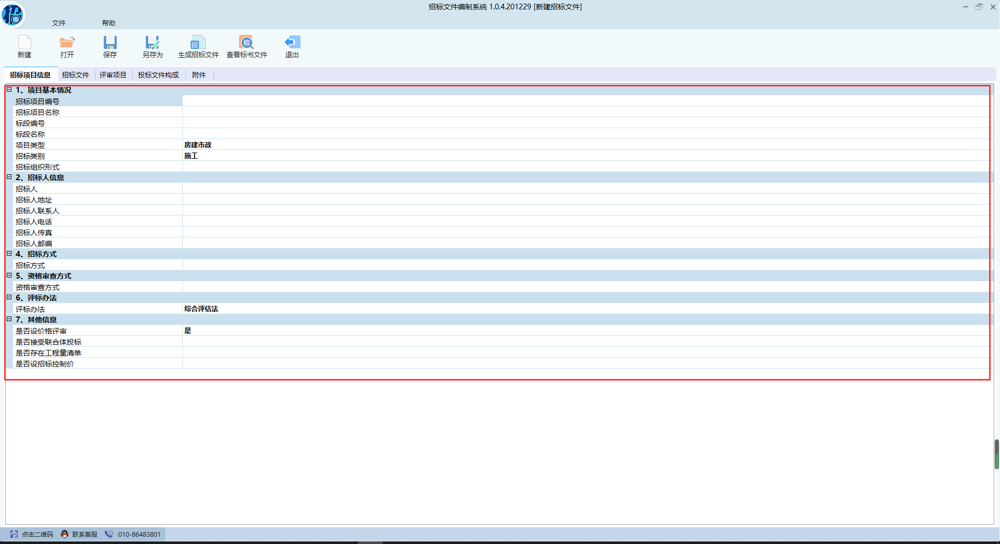 招标文件编制系统 1.0.4.201229 [新建招标文件]
文件 帮助
新建 打开 保存 另存为 生成招标文件 查看标书文件 退出
招标项目信息 招标文件 评审项目 投标文件构成 附件
1、项目基本情况
招标项目编号
招标项目名称
标段编号
标段名称
项目类型 房建市政
招标类别 施工
招标组织形式
2、招标人信息
招标人
招标人地址
招标人联系人
招标人电话
招标人传真
招标人邮编
4、招标方式
招标方式
5、资格审查方式
资格审查方式
6、评标办法
评标办法 综合评估法
7、其他信息
是否设价格评审 是
是否接受联合体投标
是否存在工程量清单
是否设招标控制价
点击二维码 联系客服 010-86483801